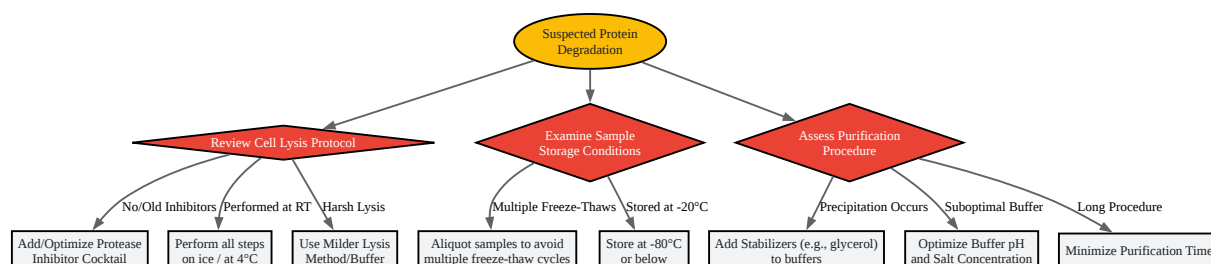 Suspected Protein
Degradation
Review Cell Lysis Protocol
Examine Sample
Storage Conditions
Assess Purification
Procedure
No/Old Inhibitors
Performed at RT
Harsh Lysis
Multiple Freeze-Thaws
Stored at -20°C
Precipitation Occurs
Suboptimal Buffer
Long Procedure
Add/Optimize Protease
Inhibitor Cocktail
Perform all steps
on ice / at 4°C
Use Milder Lysis
Method/Buffer
Aliquot samples to avoid
multiple freeze-thaw cycles
Store at -80°C
or below
Add Stabilizers (e.g., glycerol)
to buffers
Optimize Buffer pH
and Salt Concentration
Minimize Purification Time